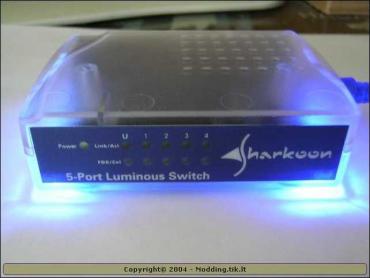 U 1 2 3 4
Power Link/Act
FDX/Col
Sharkoon
5-Port Luminous Switch
Copyright© 2004 - Modding.tik.lt